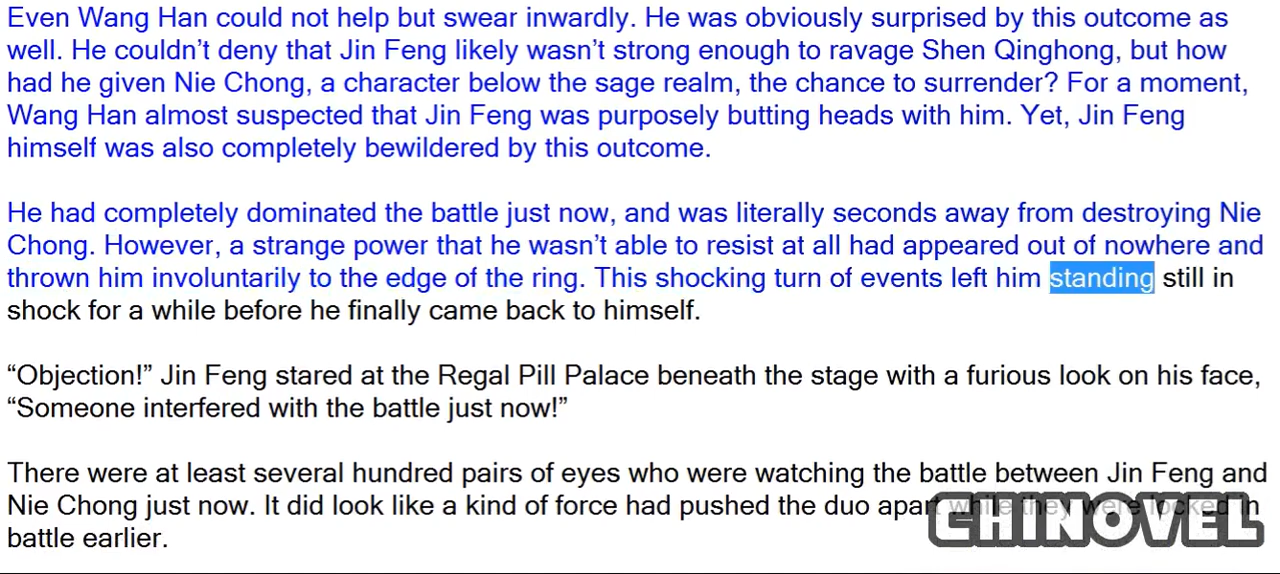 Even Wang Han could not help but swear inwardly. He was obviously surprised by this outcome as
well. He couldn’t deny that Jin Feng likely wasn’t strong enough to ravage Shen Qinghong, but how
had he given Nie Chong, a character below the sage realm, the chance to surrender? For a moment,
Wang Han almost suspected that Jin Feng was purposely butting heads with him. Yet, Jin Feng
himself was also completely bewildered by this outcome.
He had completely dominated the battle just now, and was literally seconds away from destroying Nie
Chong. However, a strange power that he wasn’t able to resist at all had appeared out of nowhere and
thrown him involuntarily to the edge of the ring. This shocking turn of events left him standing still in
shock for a while before he finally came back to himself.
“Objection!” Jin Feng stared at the Regal Pill Palace beneath the stage with a furious look on his face,
“Someone interfered with the battle just now!”
There were at least several hundred pairs of eyes who were watching the battle between Jin Feng and
Nie Chong just now. It did look like a kind of force had pushed the duo apart while they were locked in
battle earlier.
CHINOVEL